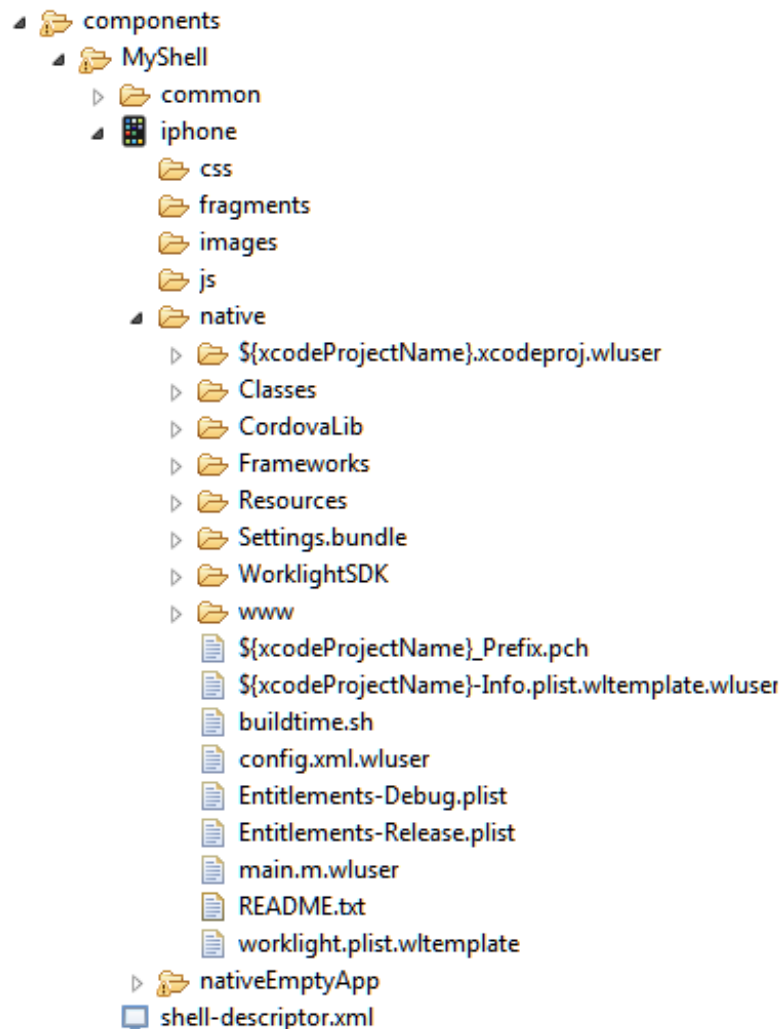 components
MyShell
common
iphone
css
fragments
images
js
native
${xcodeProjectName}.xcodeproj.wluser
Classes
CordovaLib
Frameworks
Resources
Settings.bundle
WorklightSDK
www
${xcodeProjectName}_Prefix.pch
${xcodeProjectName}-Info.plist.wltemplate.wluser
buildtime.sh
config.xml.wluser
Entitlements-Debug.plist
Entitlements-Release.plist
main.m.wluser
README.txt
worklight.plist.wltemplate
nativeEmptyApp
shell-descriptor.xml